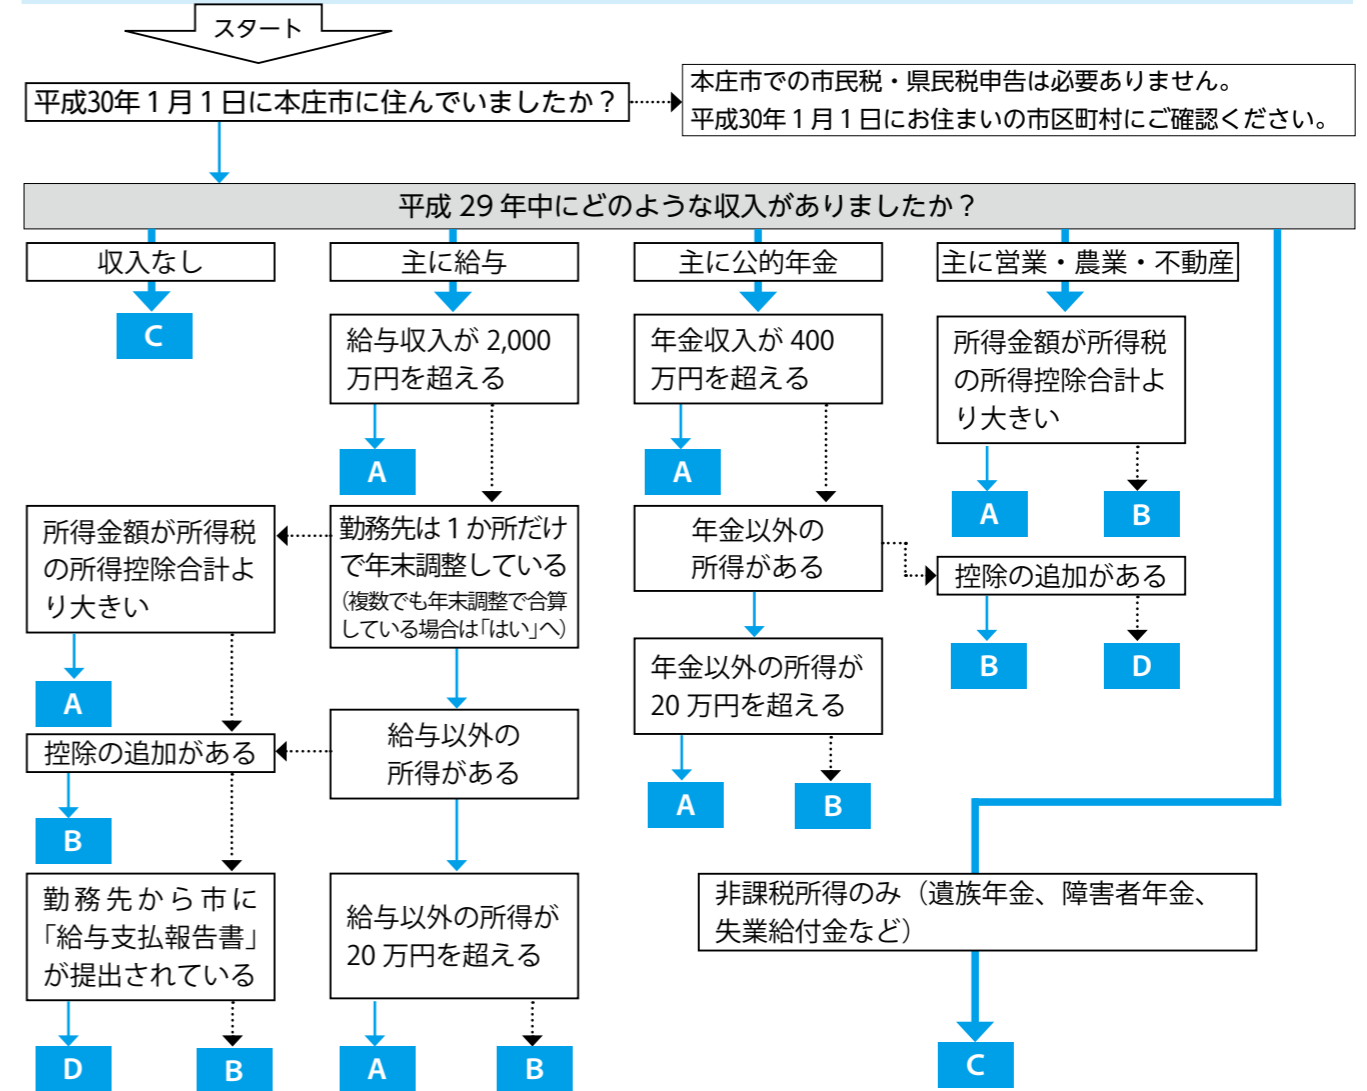 スタート
平成30年1月1日に本庄市に住んでいましたか？
本庄市での市民税・県民税申告は必要ありません。
平成30年1月1日にお住まいの市区町村にご確認ください。
平成 29 年中にどのような収入がありましたか？
収入なし
C
主に給与
給与収入が 2,000
万円を超える
A
勤務先は1か所だけ
で年末調整している
（複数でも年末調整で合算
している場合は「はい」へ）
所得金額が所得税
の所得控除合計よ
り大きい
A
給与以外の
所得がある
控除の追加がある
B
勤務先から市に
「給与支払報告書」
が提出されている
D
B
給与以外の所得が
20 万円を超える
A
B
主に公的年金
年金収入が 400
万円を超える
A
年金以外の
所得がある
年金以外の所得が
20 万円を超える
A
B
控除の追加がある
B
D
主に営業・農業・不動産
所得金額が所得税
の所得控除合計よ
り大きい
A
B
非課税所得のみ（遺族年金、障害者年金、
失業給付金など）
C